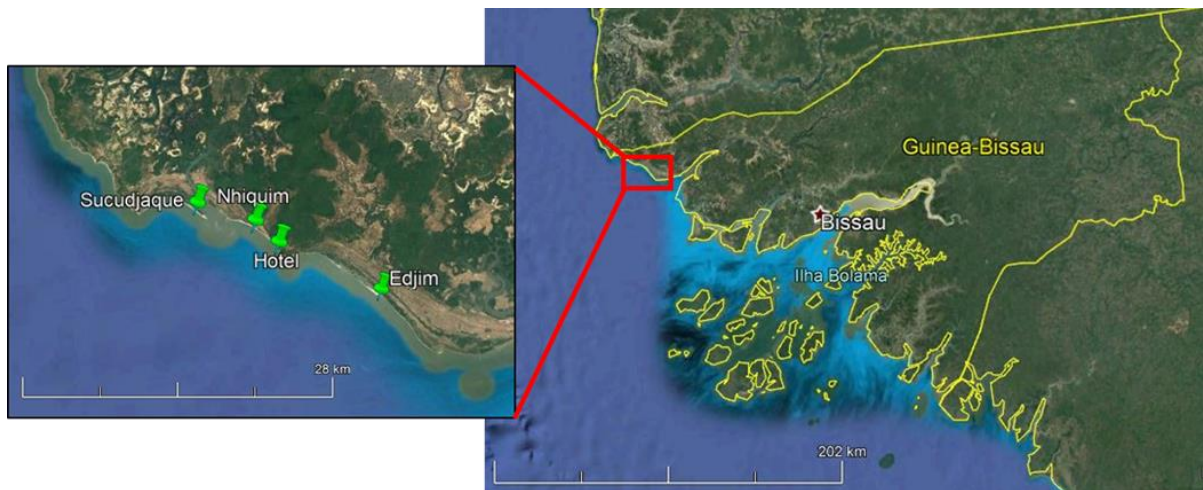 Sucudjaque
Nhiquim
Hotel
Edjim
28 km
Guinea-Bissau
Bissau
Ilha Bolama
202 km